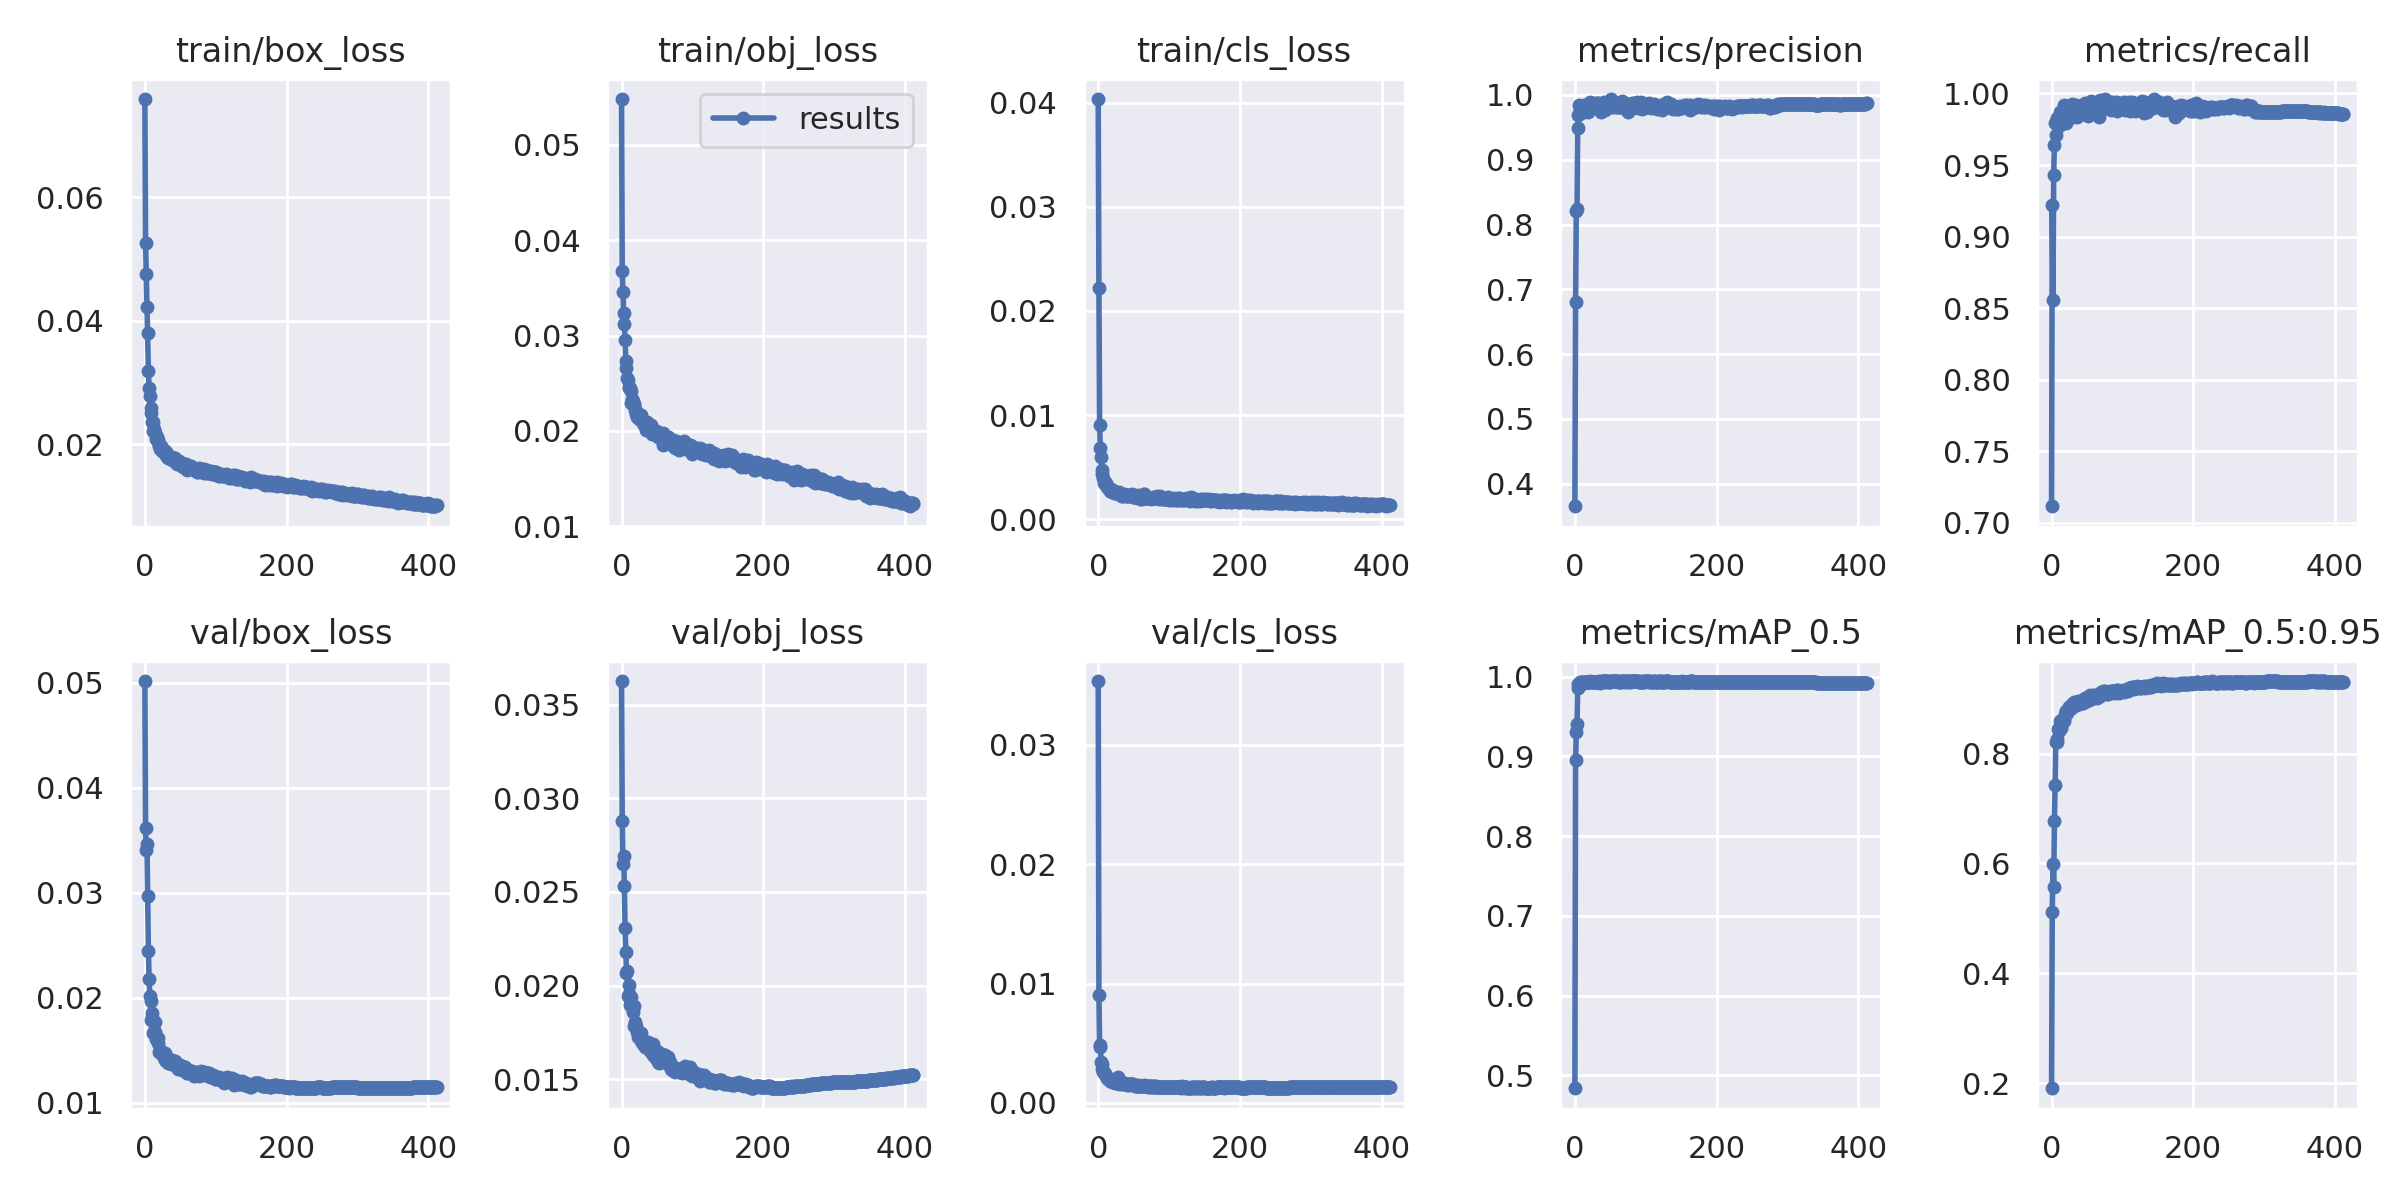 train/box_loss
train/obj_loss
train/cls_loss
metrics/precision
metrics/recall
results
0.06
0.04
0.02
0 200 400
0.05
0.04
0.03
0.02
0.01
0 200 400
0.04
0.03
0.02
0.01
0.00
0 200 400
1.0
0.9
0.8
0.7
0.6
0.5
0.4
0 200 400
1.00
0.95
0.90
0.85
0.80
0.75
0.70
0 200 400
val/box_loss
val/obj_loss
val/cls_loss
metrics/mAP_0.5
metrics/mAP_0.5:0.95
0.05
0.04
0.03
0.02
0.01
0 200 400
0.035
0.030
0.025
0.020
0.015
0 200 400
0.03
0.02
0.01
0.00
0 200 400
1.0
0.9
0.8
0.7
0.6
0.5
0 200 400
0.8
0.6
0.4
0.2
0 200 400